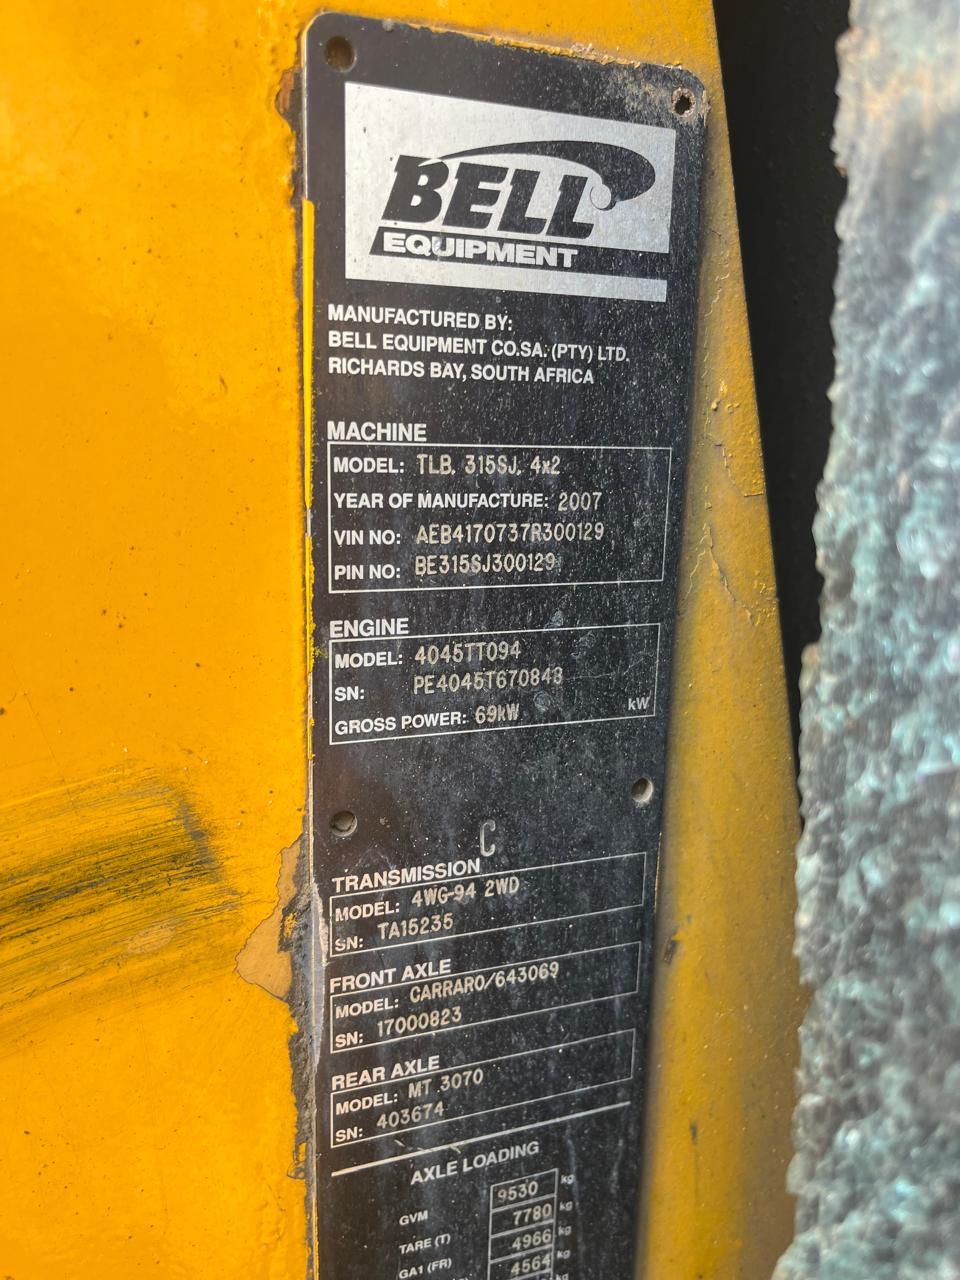 BELL
EQUIPMENT
MANUFACTURED BY:
BELL EQUIPMENT CO.SA. (PTY) LTD.
RICHARDS BAY, SOUTH AFRICA
MACHINE
MODEL: TLB. 315SJ. 4x2
YEAR OF MANUFACTURE: 2007
VIN NO: AEB4170737R300129
PIN NO: BE315SJ300129
ENGINE
MODEL: 4045TT094
SN: PE4045T670848
GROSS POWER: 69kW kW
C
TRANSMISSION
MODEL: 4WG-94 2WD
SN: TA15235
FRONT AXLE
MODEL: CARRARO/643069
SN: 17000823
REAR AXLE
MODEL: MT 3070
SN: 403674
AXLE LOADING
GVM 9530 kg
TARE (T) 7780 kg
GA1 (FR) 4966 kg
4564 kg
kg